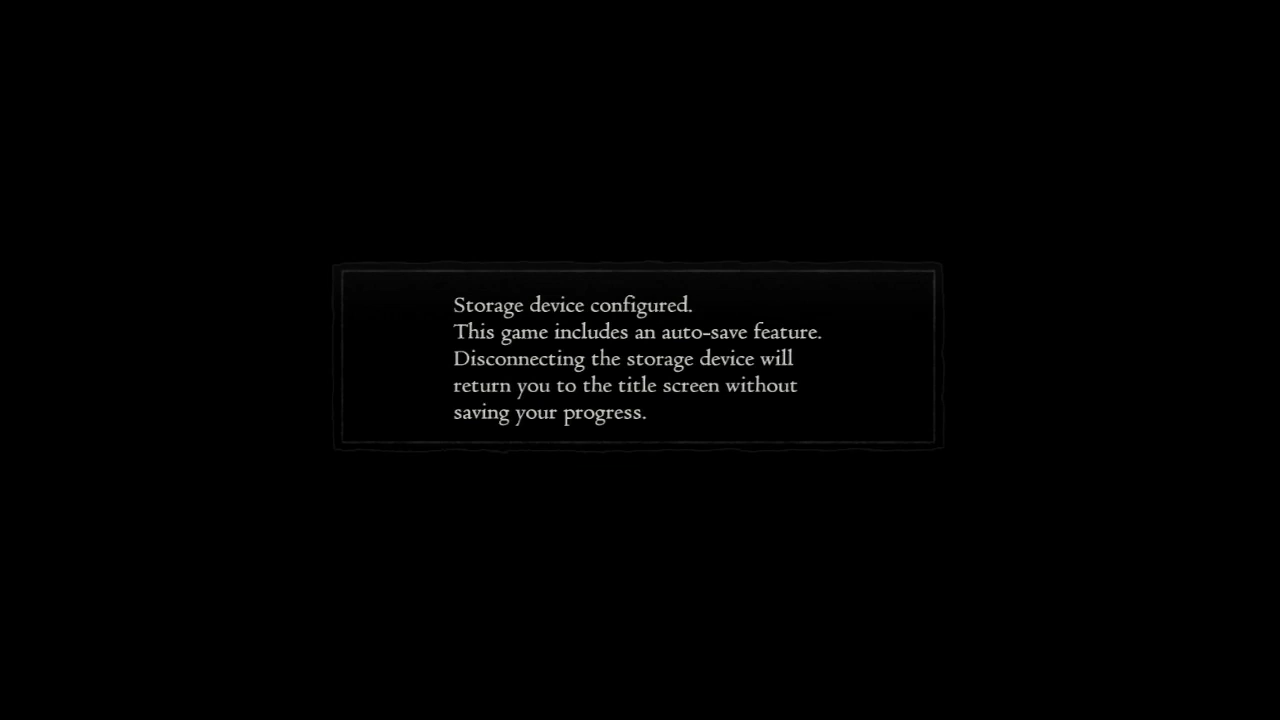 Storage device configured.
This game includes an auto-save feature.
Disconnecting the storage device will
return you to the title screen without
saving your progress.